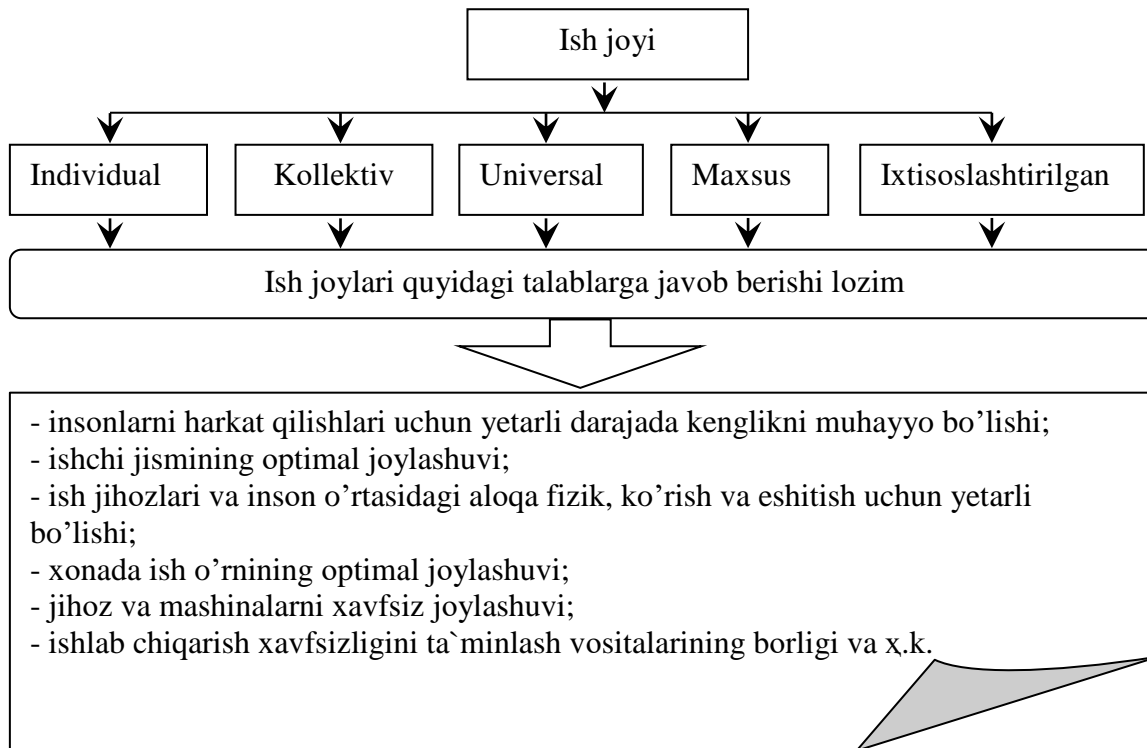 Ish joyi
Individual
Kollektiv
Universal
Maxsus
Ixtisoslashtirilgan
Ish joylari quyidagi talablarga javob berishi lozim
- insonlarni harkat qilishlari uchun yetarli darajada kenglikni muhayyo bo’lishi;
- ishchi jismining optimal joylashuvi;
- ish jihozlari va inson o’rtasidagi aloqa fizik, ko’rish va eshitish uchun yetarli
bo’lishi;
- xonada ish o’rnining optimal joylashuvi;
- jihoz va mashinalarni xavfsiz joylashuvi;
- ishlab chiqarish xavfsizligini ta`minlash vositalarining borligi va ҳ.k.